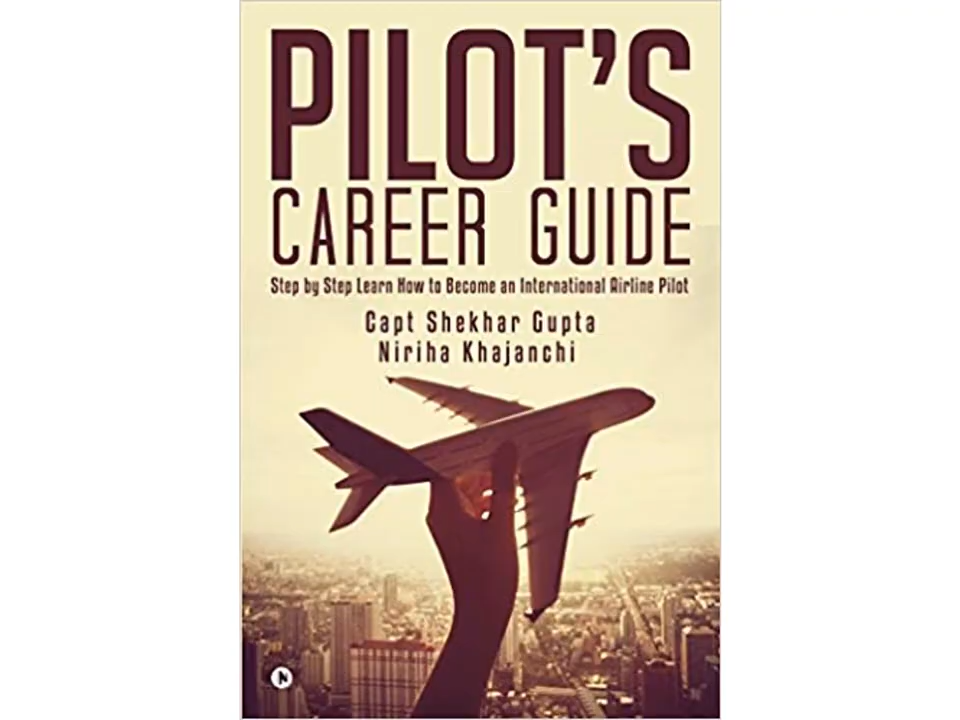 PILOT'S
CAREER GUIDE
Step by Step Learn How to Become an International Airline Pilot
Capt Shekhar Gupta
Niriha Khajanchi
N